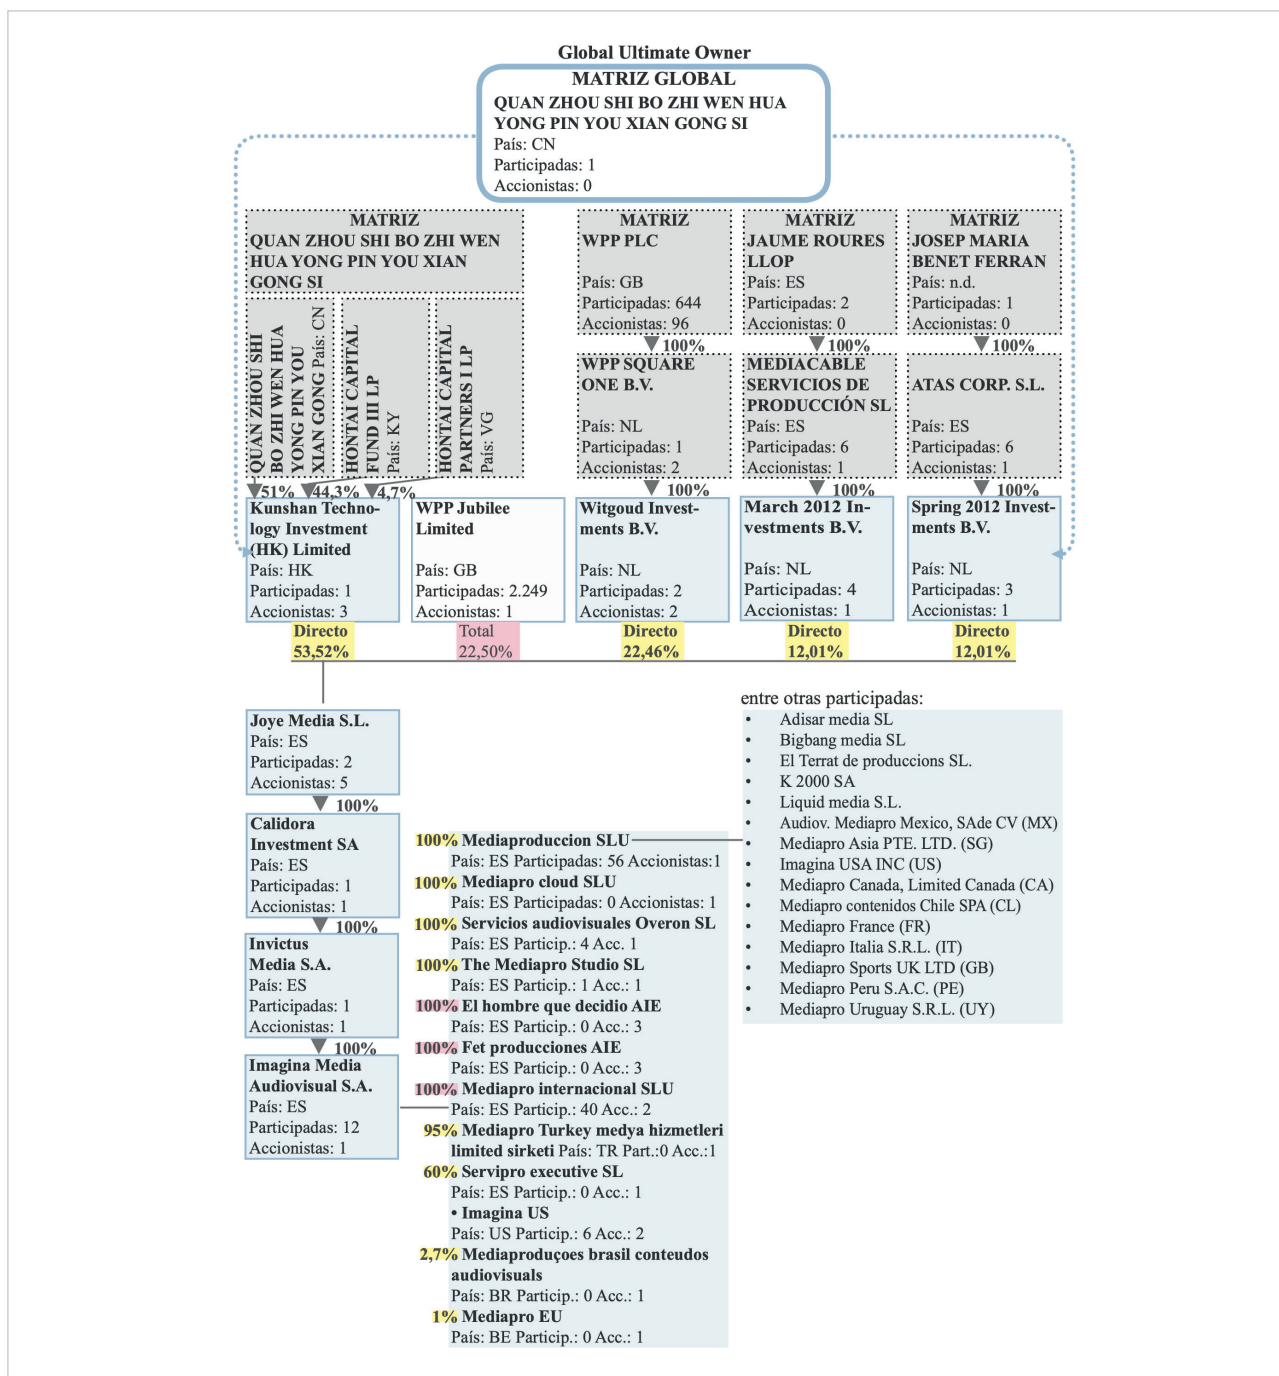 Global Ultimate Owner
MATRIZ GLOBAL
QUAN ZHOU SHI BO ZHI WEN HUA
YONG PIN YOU XIAN GONG SI
País: CN
Participadas: 1
Accionistas: 0
MATRIZ
QUAN ZHOU SHI BO ZHI WEN
HUA YONG PIN YOU XIAN
GONG SI
QUAN ZHOU SHI
BO ZHI WEN HUA
YONG PIN YOU
XIAN GONG País: CN
HONTAI CAPITAL
FUND III LP
País: KY
HONTAI CAPITAL
PARTNERS I LP
País: VG
51%
44,3%
4,7%
MATRIZ
WPP PLC
País: GB
Participadas: 644
Accionistas: 96
100%
WPP SQUARE
ONE B.V.
País: NL
Participadas: 1
Accionistas: 2
100%
MATRIZ
JAUME ROURES
LLOP
País: ES
Participadas: 2
Accionistas: 0
100%
MEDIACABLE
SERVICIOS DE
PRODUCCIÓN SL
País: ES
Participadas: 6
Accionistas: 1
100%
MATRIZ
JOSEP MARIA
BENET FERRAN
País: n.d.
Participadas: 1
Accionistas: 0
100%
ATAS CORP. S.L.
País: ES
Participadas: 6
Accionistas: 1
100%
Kunshan Techno-
logy Investment
(HK) Limited
País: HK
Participadas: 1
Accionistas: 3
Directo
53,52%
WPP Jubilee
Limited
País: GB
Participadas: 2.249
Accionistas: 1
Total
22,50%
Witgoud Invest-
ments B.V.
País: NL
Participadas: 2
Accionistas: 2
Directo
22,46%
March 2012 In-
vestments B.V.
País: NL
Participadas: 4
Accionistas: 1
Directo
12,01%
Spring 2012 Invest-
ments B.V.
País: NL
Participadas: 3
Accionistas: 1
Directo
12,01%
Joye Media S.L.
País: ES
Participadas: 2
Accionistas: 5
100%
Calidora
Investment SA
País: ES
Participadas: 1
Accionistas: 1
100%
Invictus
Media S.A.
País: ES
Participadas: 1
Accionistas: 1
100%
Imagina Media
Audiovisual S.A.
País: ES
Participadas: 12
Accionistas: 1
100% Mediaproduccion SLU
País: ES Participadas: 56 Accionistas:1
100% Mediapro cloud SLU
País: ES Participadas: 0 Accionistas: 1
100% Servicios audiovisuales Overon SL
País: ES Particip.: 4 Acc. 1
100% The Mediapro Studio SL
País: ES Particip.: 1 Acc.: 1
100% El hombre que decidio AIE
País: ES Particip.: 0 Acc.: 3
100% Fet producciones AIE
País: ES Particip.: 0 Acc.: 3
100% Mediapro internacional SLU
País: ES Particip.: 40 Acc.: 2
95% Mediapro Turkey medya hizmetleri
limited sirketi País: TR Part.:0 Acc.:1
60% Servipro executive SL
País: ES Particip.: 0 Acc.: 1
• Imagina US
País: US Particip.: 6 Acc.: 2
2,7% Mediaproduçoes brasil conteudos
audiovisuals
País: BR Particip.: 0 Acc.: 1
1% Mediapro EU
País: BE Particip.: 0 Acc.: 1
entre otras participadas:
• Adisar media SL
• Bigbang media SL
• El Terrat de produccions SL.
• K 2000 SA
• Liquid media S.L.
• Audiov. Mediapro Mexico, SAde CV (MX)
• Mediapro Asia PTE. LTD. (SG)
• Imagina USA INC (US)
• Mediapro Canada, Limited Canada (CA)
• Mediapro contenidos Chile SPA (CL)
• Mediapro France (FR)
• Mediapro Italia S.R.L. (IT)
• Mediapro Sports UK LTD (GB)
• Mediapro Peru S.A.C. (PE)
• Mediapro Uruguay S.R.L. (UY)